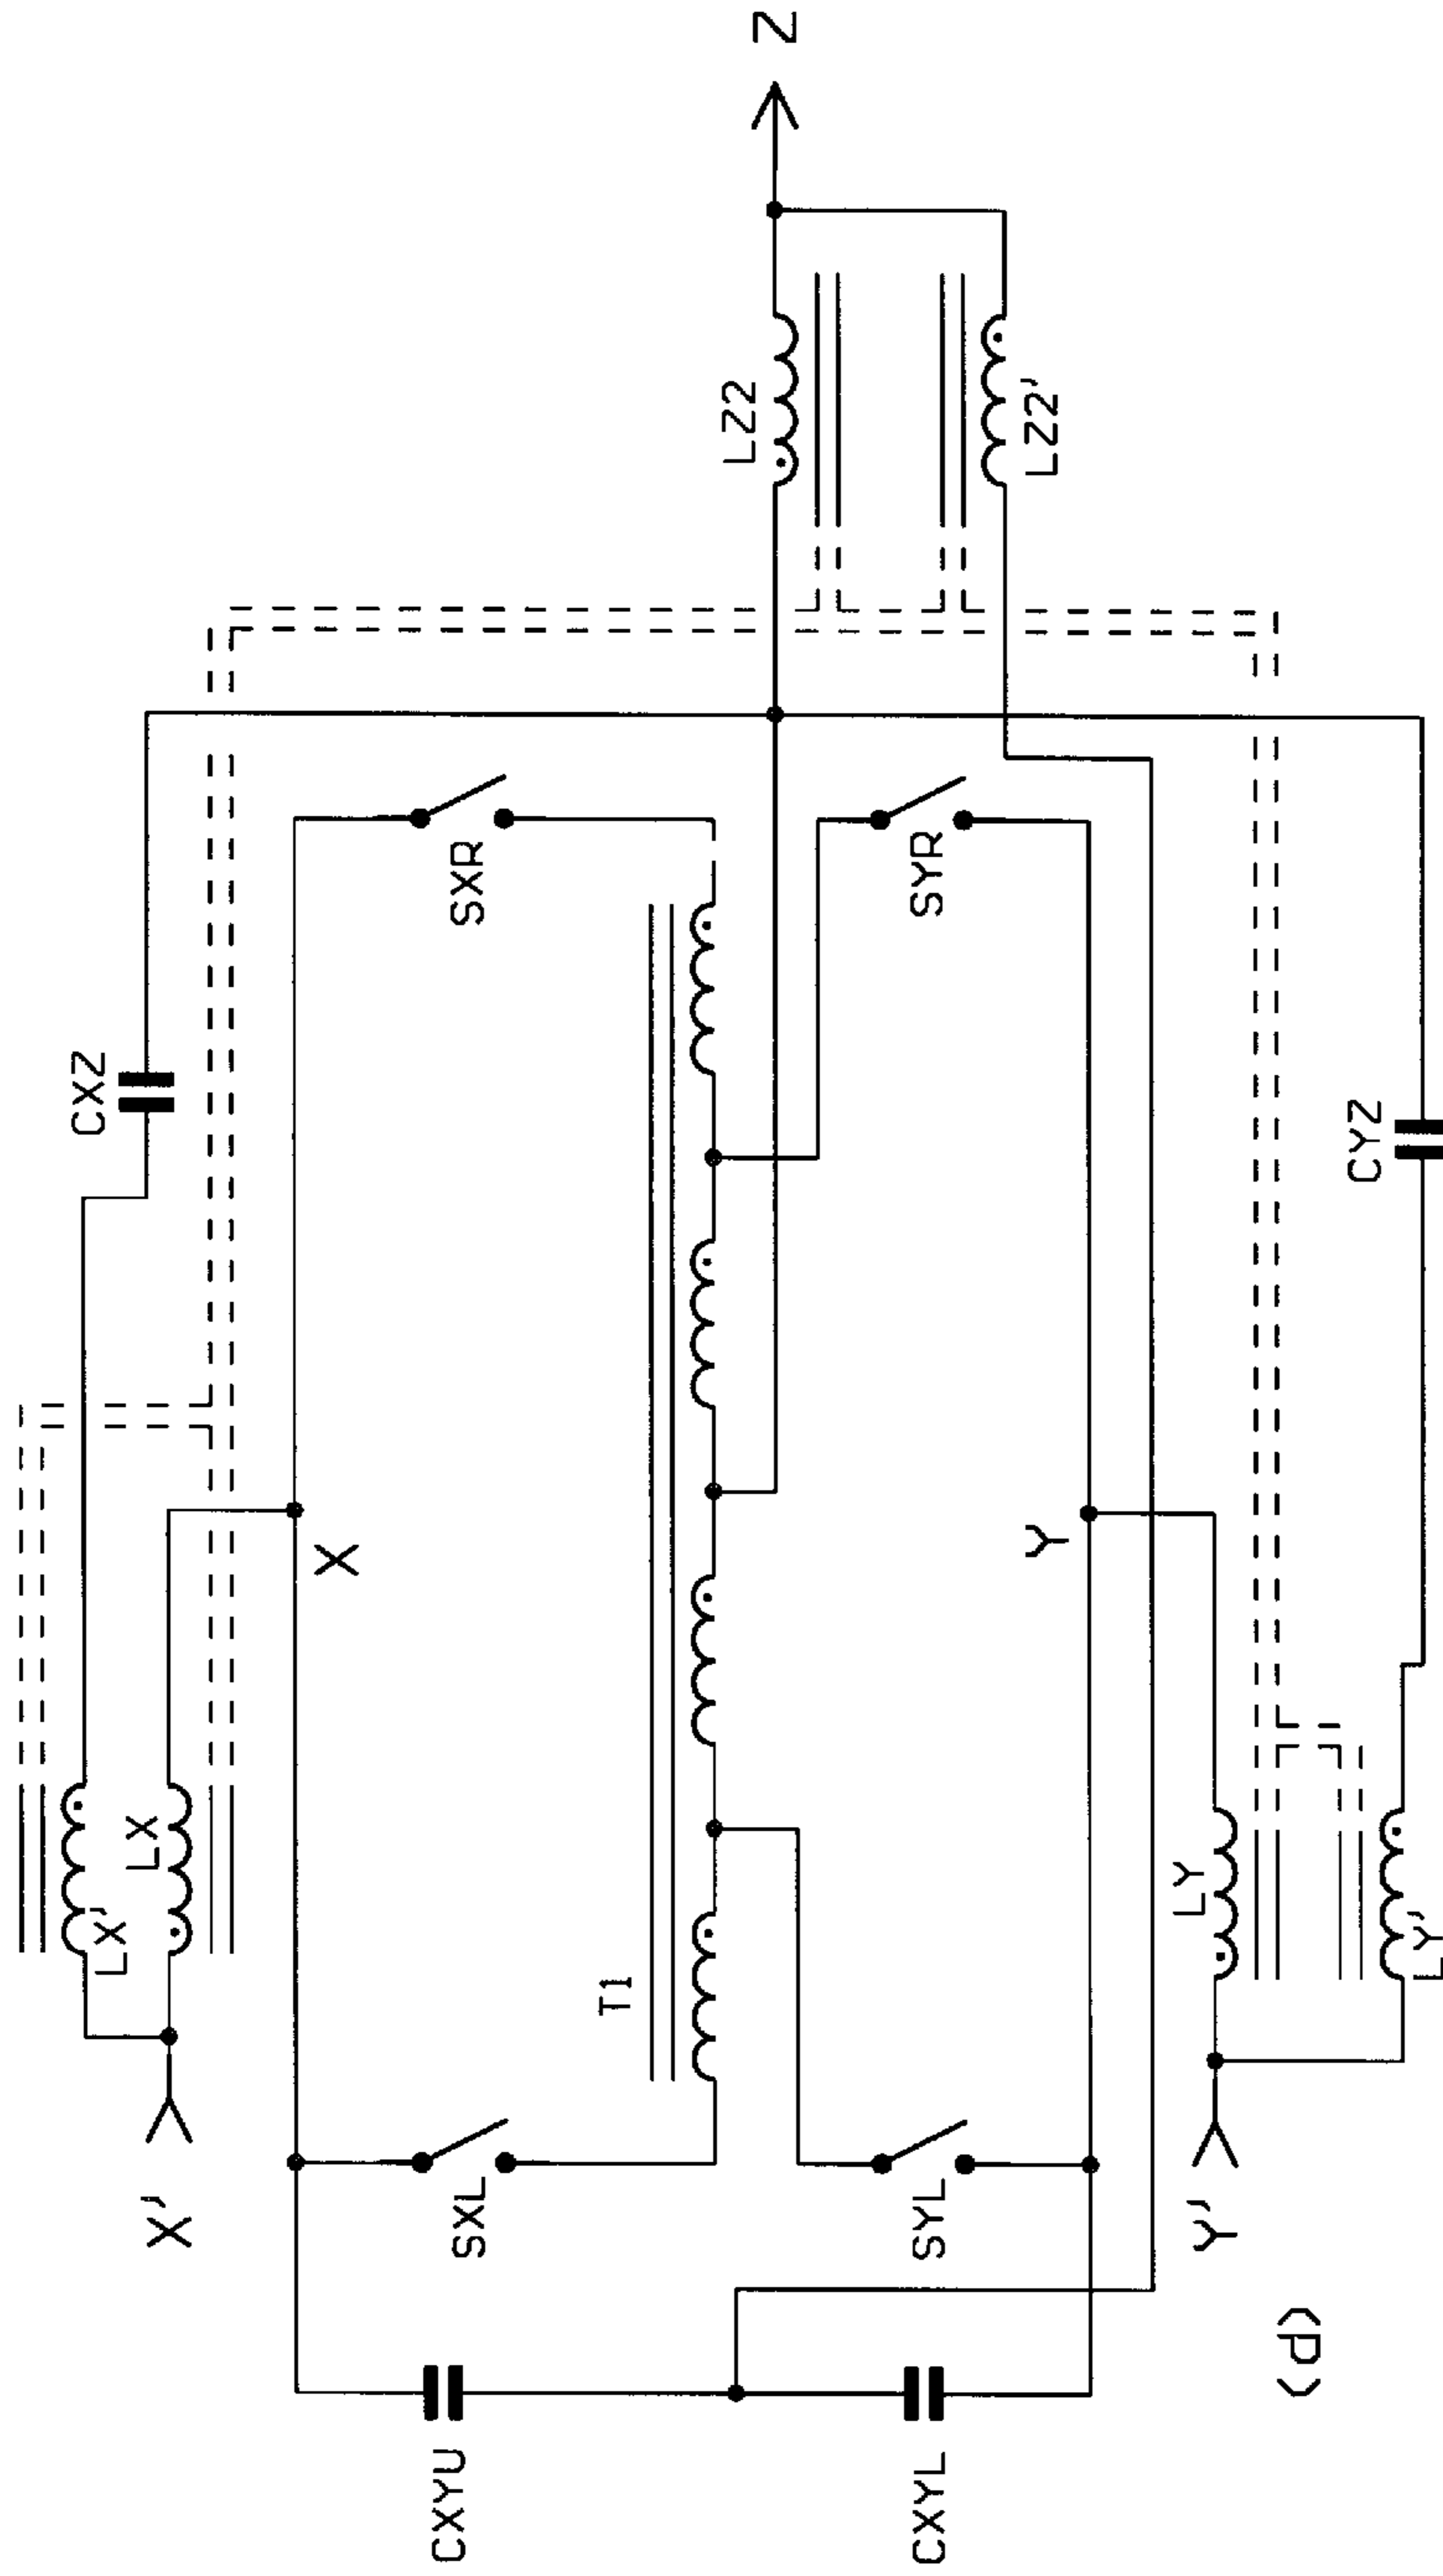 Z
LZ2
LZ2'
CXZ
SXR
SYR
CYZ
X
Y
LX'
LX
T1
LY
LY'
X'
SXL
SYL
Y'
CXYU
CXYL
(d)